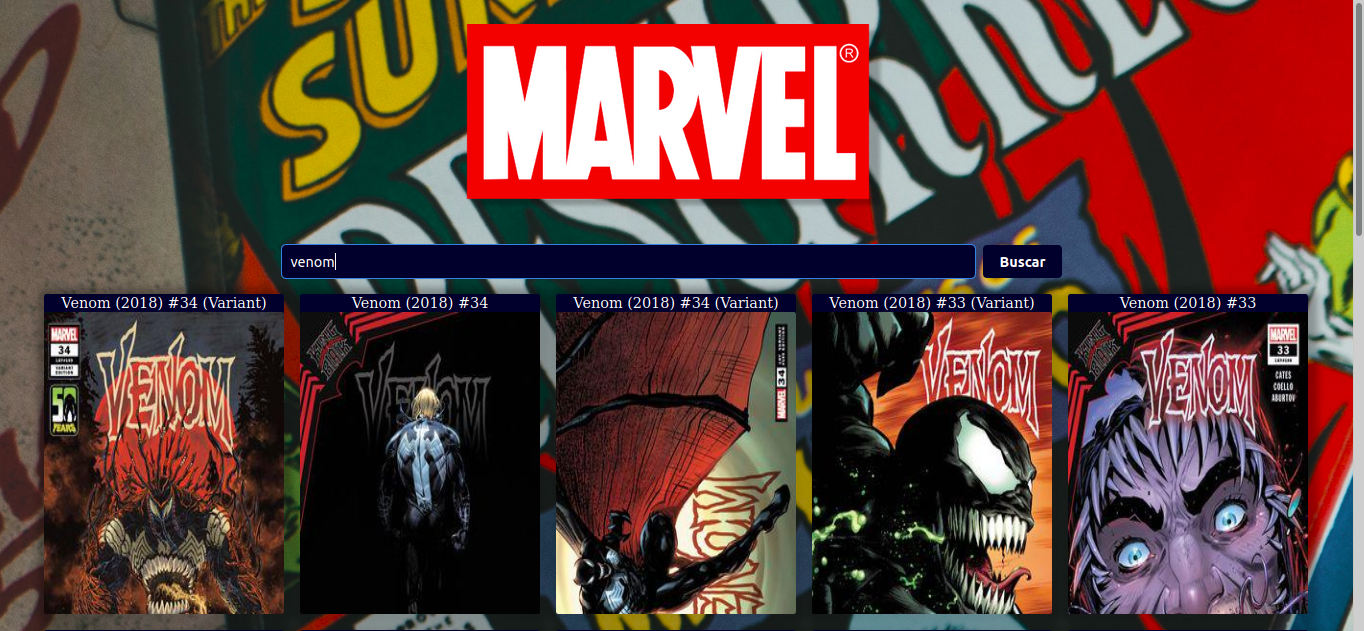 MARVEL®
venom
Buscar
Venom (2018) #34 (Variant)
Venom (2018) #34
Venom (2018) #34 (Variant)
Venom (2018) #33 (Variant)
Venom (2018) #33
MARVEL
34
VARIANT
EDITION
50
YEARS
VENOM
VENOM
MARVEL 34
VENOM
VENOM
MARVEL
33
CATES
COELLO
ABURTOV
VENOM